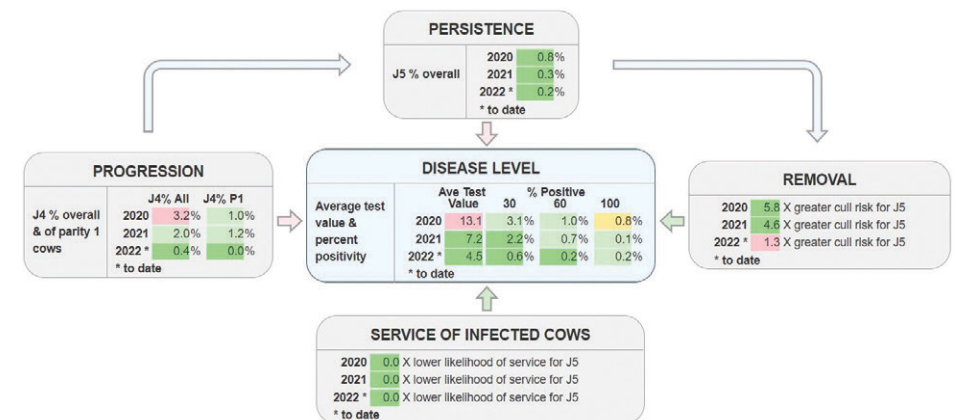 PERSISTENCE
J5 % overall
2020 0.8%
2021 0.3%
2022 * 0.2%
* to date
PROGRESSION
J4 % overall & of parity 1 cows
J4% All J4% P1
2020 3.2% 1.0%
2021 2.0% 1.2%
2022 * 0.4% 0.0%
* to date
DISEASE LEVEL
Average test value & percent positivity
Ave Test Value % Positive
30 60 100
2020 13.1 3.1% 1.0% 0.8%
2021 7.2 2.2% 0.7% 0.1%
2022 * 4.5 0.6% 0.2% 0.2%
* to date
REMOVAL
2020 5.8 X greater cull risk for J5
2021 4.6 X greater cull risk for J5
2022 * 1.3 X greater cull risk for J5
* to date
SERVICE OF INFECTED COWS
2020 0.0 X lower likelihood of service for J5
2021 0.0 X lower likelihood of service for J5
2022 * 0.0 X lower likelihood of service for J5
* to date